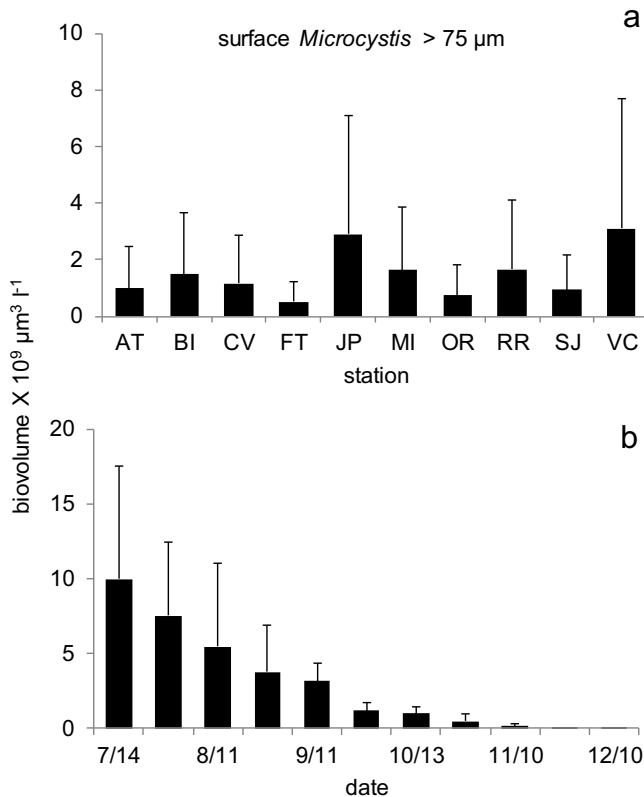 a
surface Microcystis > 75 µm
10
8
6
4
2
0
AT BI CV FT JP MI OR RR SJ VC
station
biovolume X 10⁹ µm³ l⁻¹
b
20
15
10
5
0
7/14 8/11 9/11 10/13 11/10 12/10
date